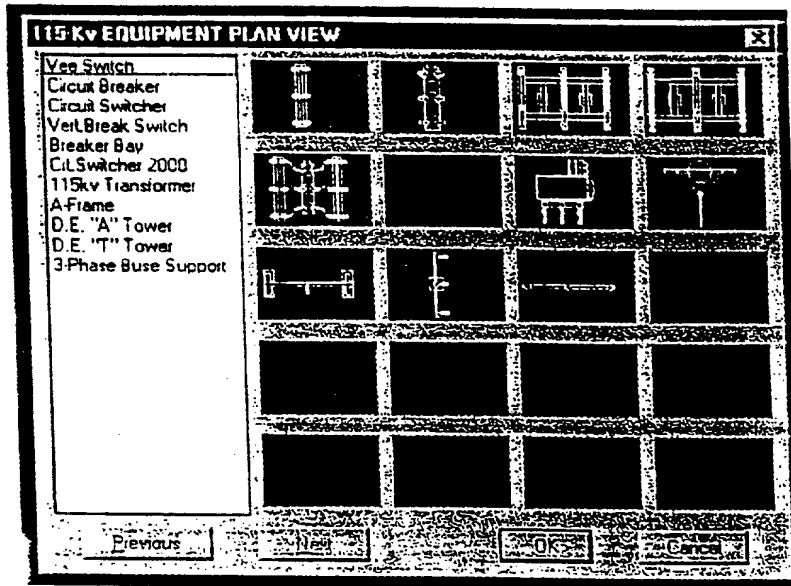 115-Kv EQUIPMENT PLAN VIEW
Vee Switch
Circuit Breaker
Circuit Switcher
Vert.Break Switch
Breaker Bay
Cit.Switcher 2000
115kv Transformer
A-Frame
D.E. "A" Tower
D.E. "T" Tower
3-Phase Buse Support
Previous Next OK Cancel